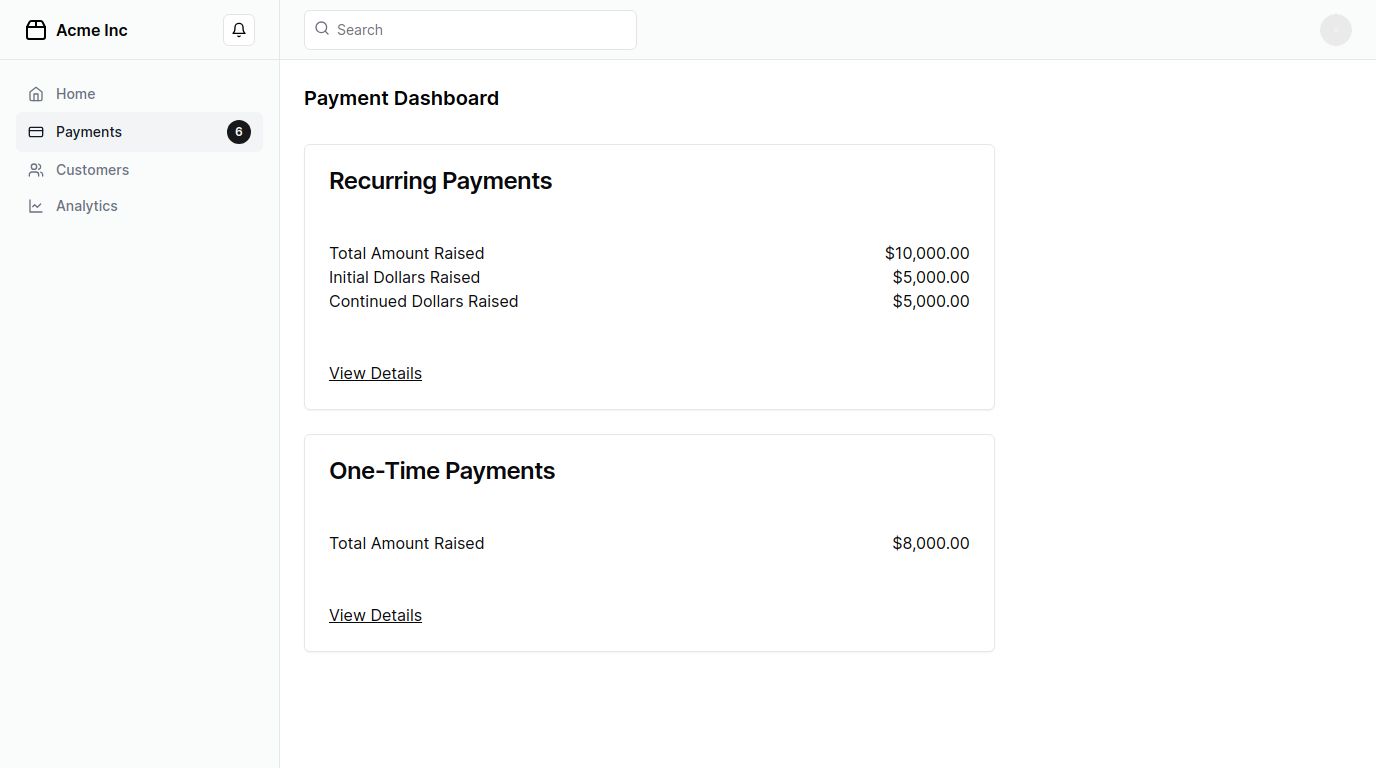 Acme Inc
Search
Home
Payments 6
Customers
Analytics
Payment Dashboard
Recurring Payments
Total Amount Raised $10,000.00
Initial Dollars Raised $5,000.00
Continued Dollars Raised $5,000.00
View Details
One-Time Payments
Total Amount Raised $8,000.00
View Details